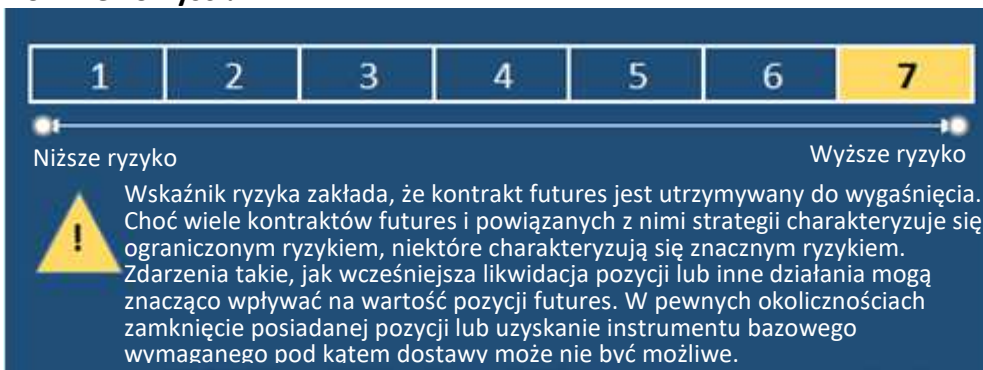 1 2 3 4 5 6 7
Niższe ryzyko Wyższe ryzyko
Wskaźnik ryzyka zakłada, że kontrakt futures jest utrzymywany do wygaśnięcia.
! Choć wiele kontraktów futures i powiązanych z nimi strategii charakteryzuje się
ograniczonym ryzykiem, niektóre charakteryzują się znacznym ryzykiem.
Zdarzenia takie, jak wcześniejsza likwidacja pozycji lub inne działania mogą
znacząco wpływać na wartość pozycji futures. W pewnych okolicznościach
zamknięcie posiadanej pozycji lub uzyskanie instrumentu bazowego
wymaganego pod kątem dostawy może nie być możliwe.